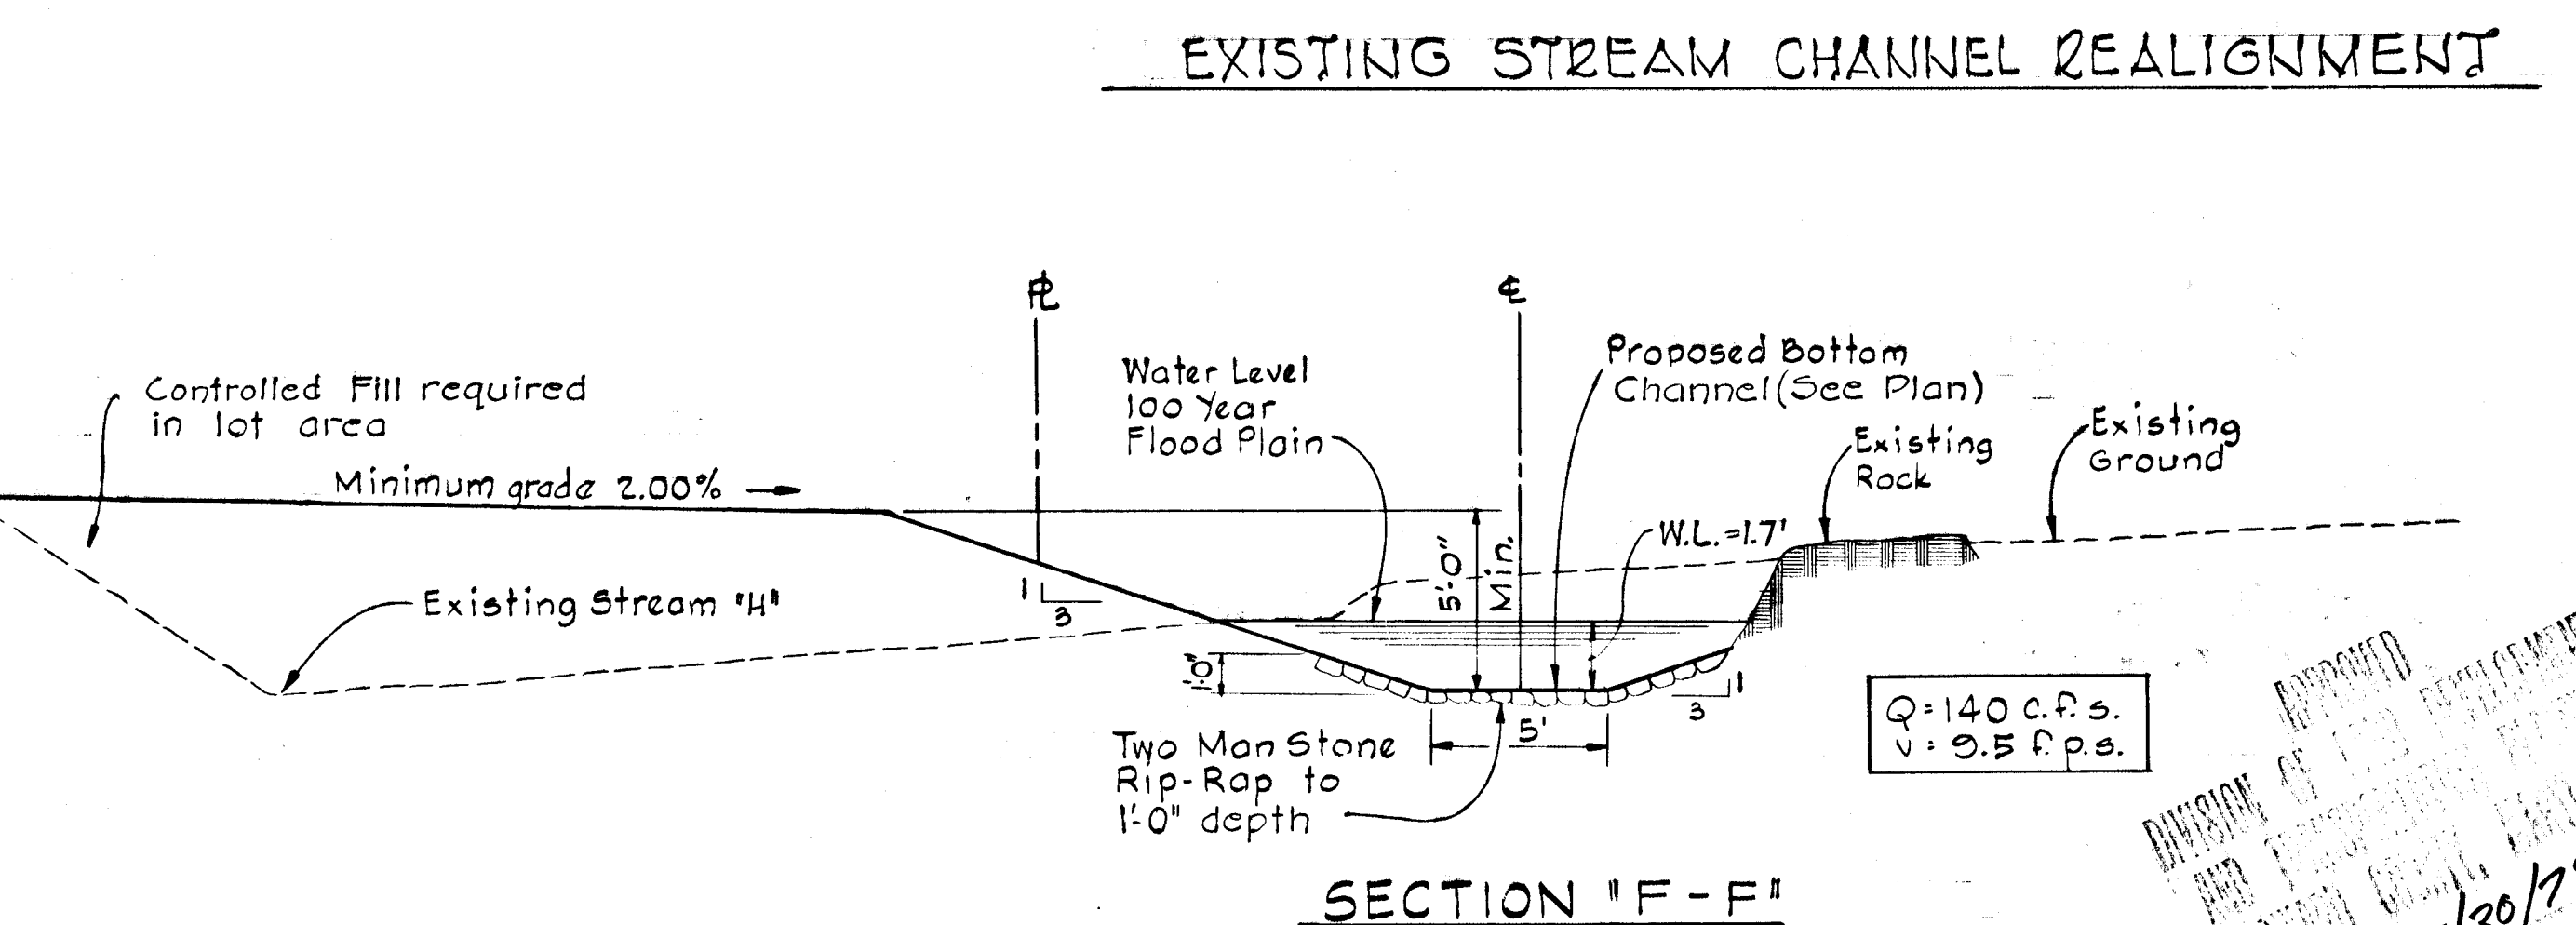 EXISTING STREAM CHANNEL REALIGNMENT
PL
CL
Controlled Fill required
in lot area
Minimum grade 2.00%
Water Level
100 Year
Flood Plain
Proposed Bottom
Channel (See Plan)
Existing
Rock
Existing
Ground
W.L.=1.7'
5'-0"
Min.
Existing Stream "H"
1
3
1'-0"
1
3
5'
Two Man Stone
Rip-Rap to
1'-0" depth
Q=140 c.f.s.
v=9.5 f.p.s.
APPROVED
DIVISION OF
AND
SECTION "F-F"